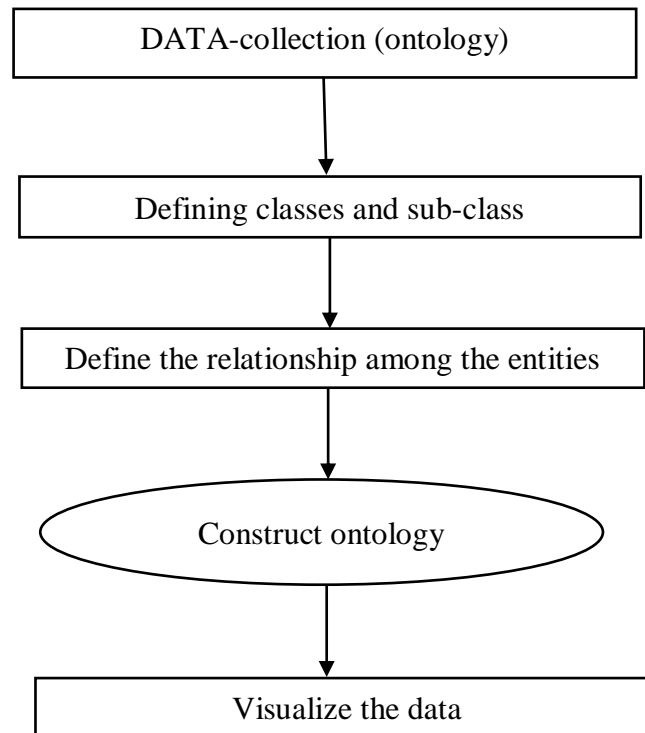 DATA-collection (ontology)
Defining classes and sub-class
Define the relationship among the entities
Construct ontology
Visualize the data